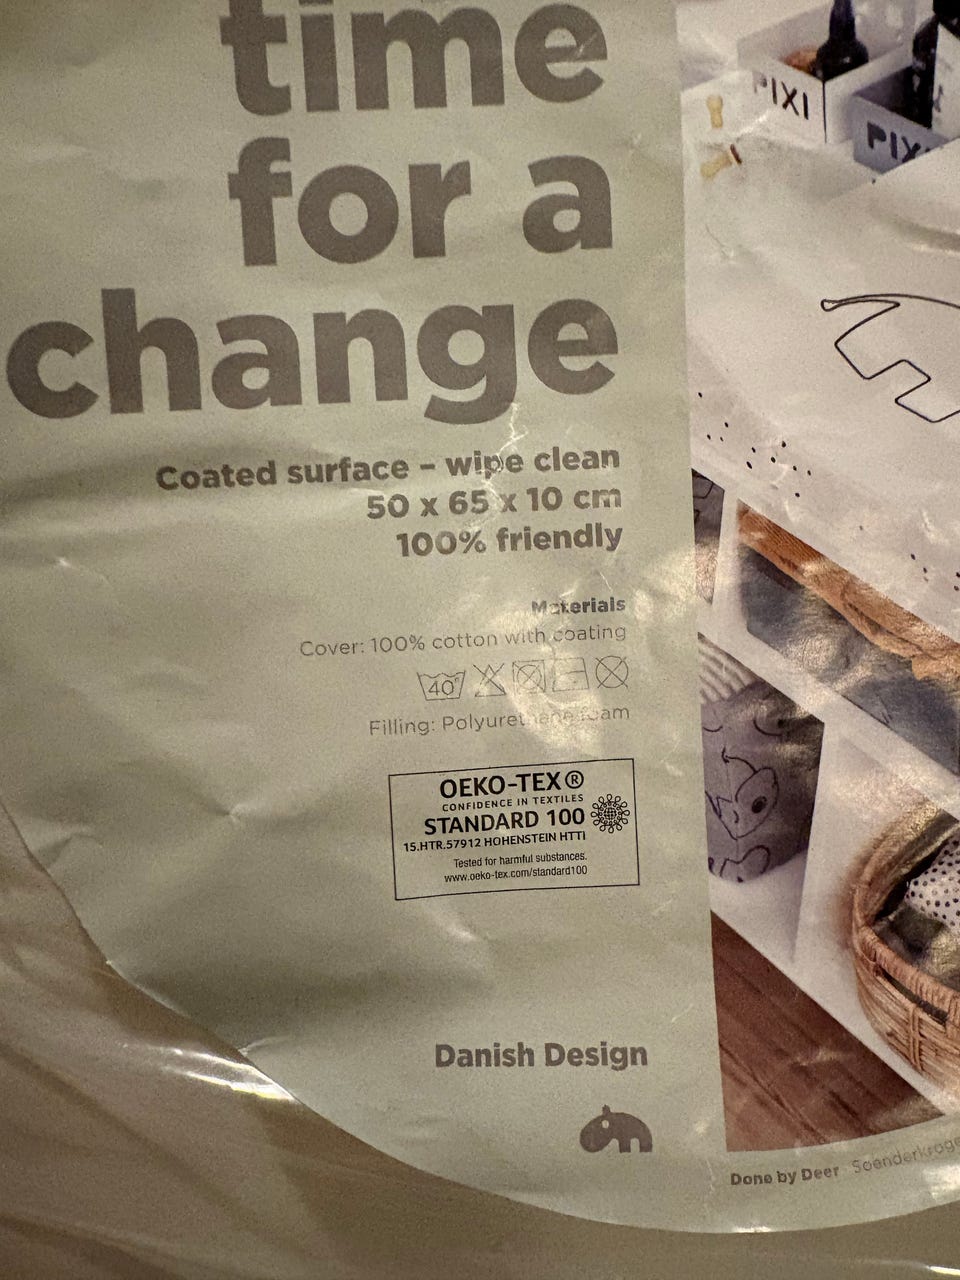 time
for a
change
Coated surface – wipe clean
50 x 65 x 10 cm
100% friendly
Materials
Cover: 100% cotton with coating
40°
Filling: Polyurethane foam
OEKO-TEX®
CONFIDENCE IN TEXTILES
STANDARD 100
15.HTR.57912 HOHENSTEIN HTTI
Tested for harmful substances.
www.oeko-tex.com/standard100
Danish Design
PIXI
Done by Deer